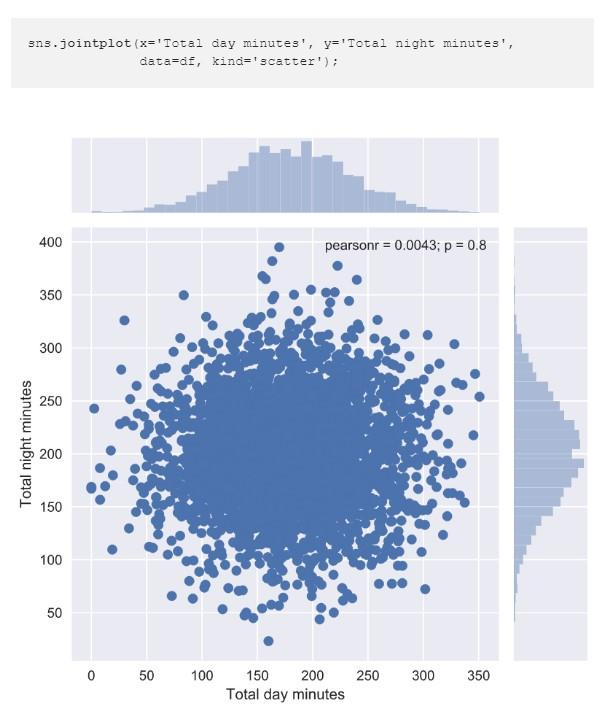 sns.jointplot(x='Total day minutes', y='Total night minutes',
data=df, kind='scatter');
pearsonr = 0.0043; p = 0.8
400
350
300
250
200
150
100
50
Total night minutes
0 50 100 150 200 250 300 350
Total day minutes